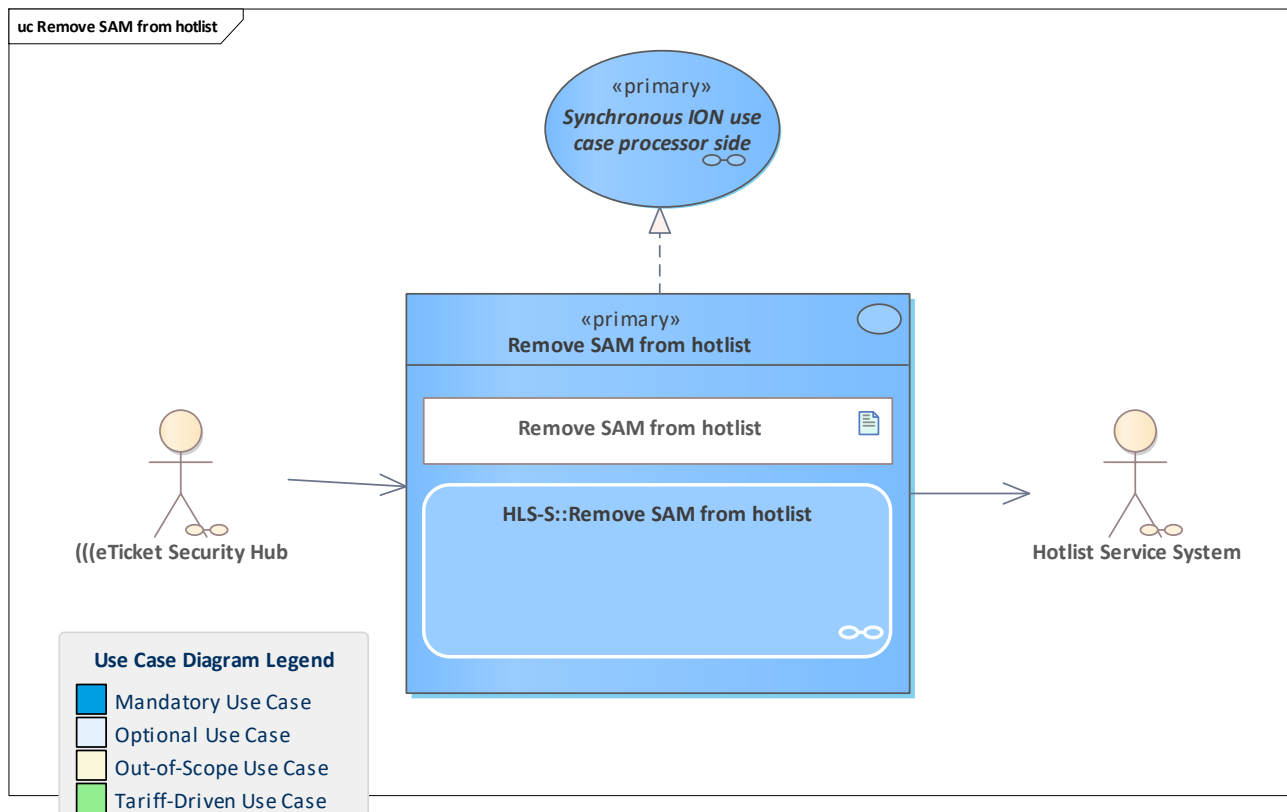 uc Remove SAM from hotlist
«primary»
Synchronous ION use
case processor side
«primary»
Remove SAM from hotlist
Remove SAM from hotlist
HLS-S::Remove SAM from hotlist
(((eTicket Security Hub
Hotlist Service System
Use Case Diagram Legend
Mandatory Use Case
Optional Use Case
Out-of-Scope Use Case
Tariff-Driven Use Case